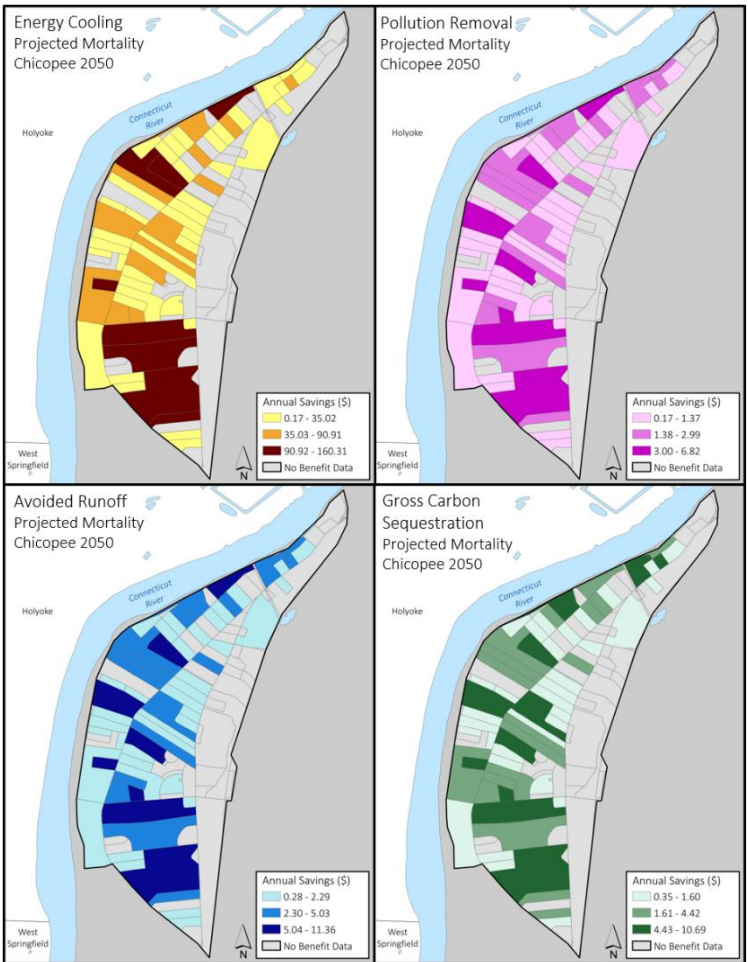 Energy Cooling
Projected Mortality
Chicopee 2050
Connecticut
River
Holyoke
West
Springfield
N
Annual Savings ($)
0.17 - 35.02
35.03 - 90.91
90.92 - 160.31
No Benefit Data
Pollution Removal
Projected Mortality
Chicopee 2050
Connecticut
River
Holyoke
West
Springfield
N
Annual Savings ($)
0.17 - 1.37
1.38 - 2.99
3.00 - 6.82
No Benefit Data
Avoided Runoff
Projected Mortality
Chicopee 2050
Connecticut
River
Holyoke
West
Springfield
N
Annual Savings ($)
0.28 - 2.29
2.30 - 5.03
5.04 - 11.36
No Benefit Data
Gross Carbon
Sequestration
Projected Mortality
Chicopee 2050
Connecticut
River
Holyoke
West
Springfield
N
Annual Savings ($)
0.35 - 1.60
1.61 - 4.42
4.43 - 10.69
No Benefit Data